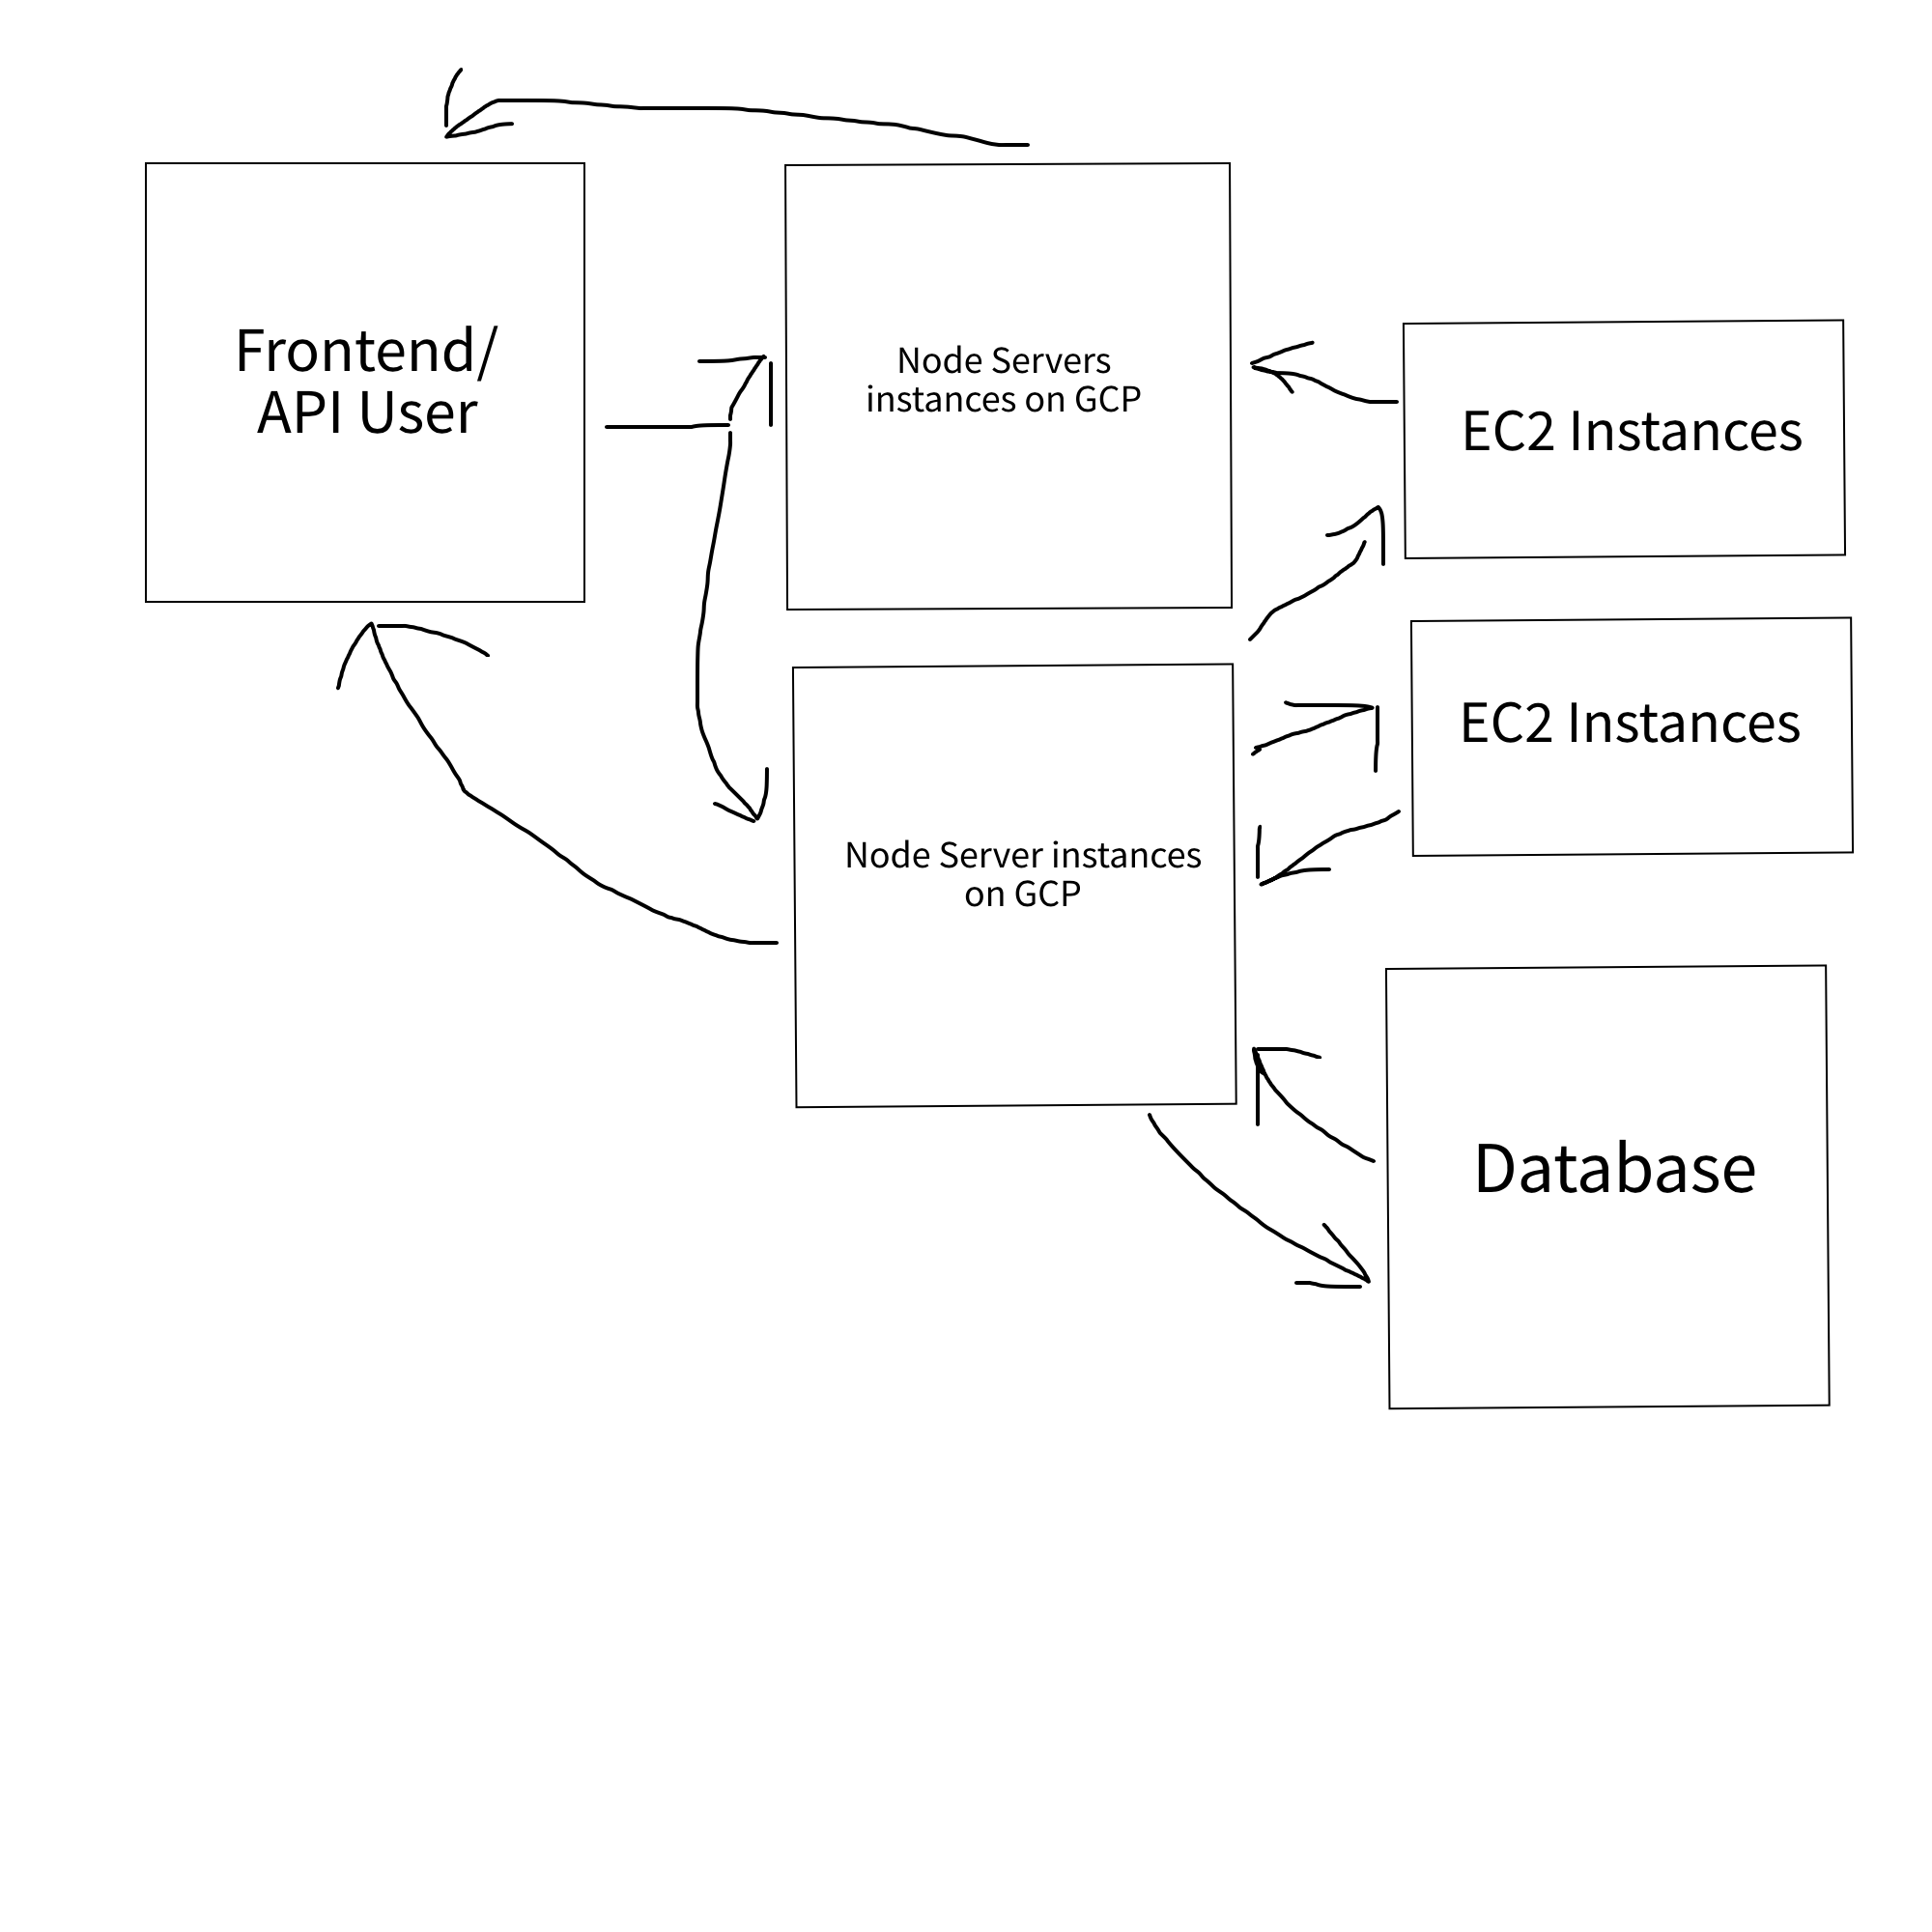 Frontend/
API User
Node Servers
instances on GCP
EC2 Instances
EC2 Instances
Node Server instances
on GCP
Database